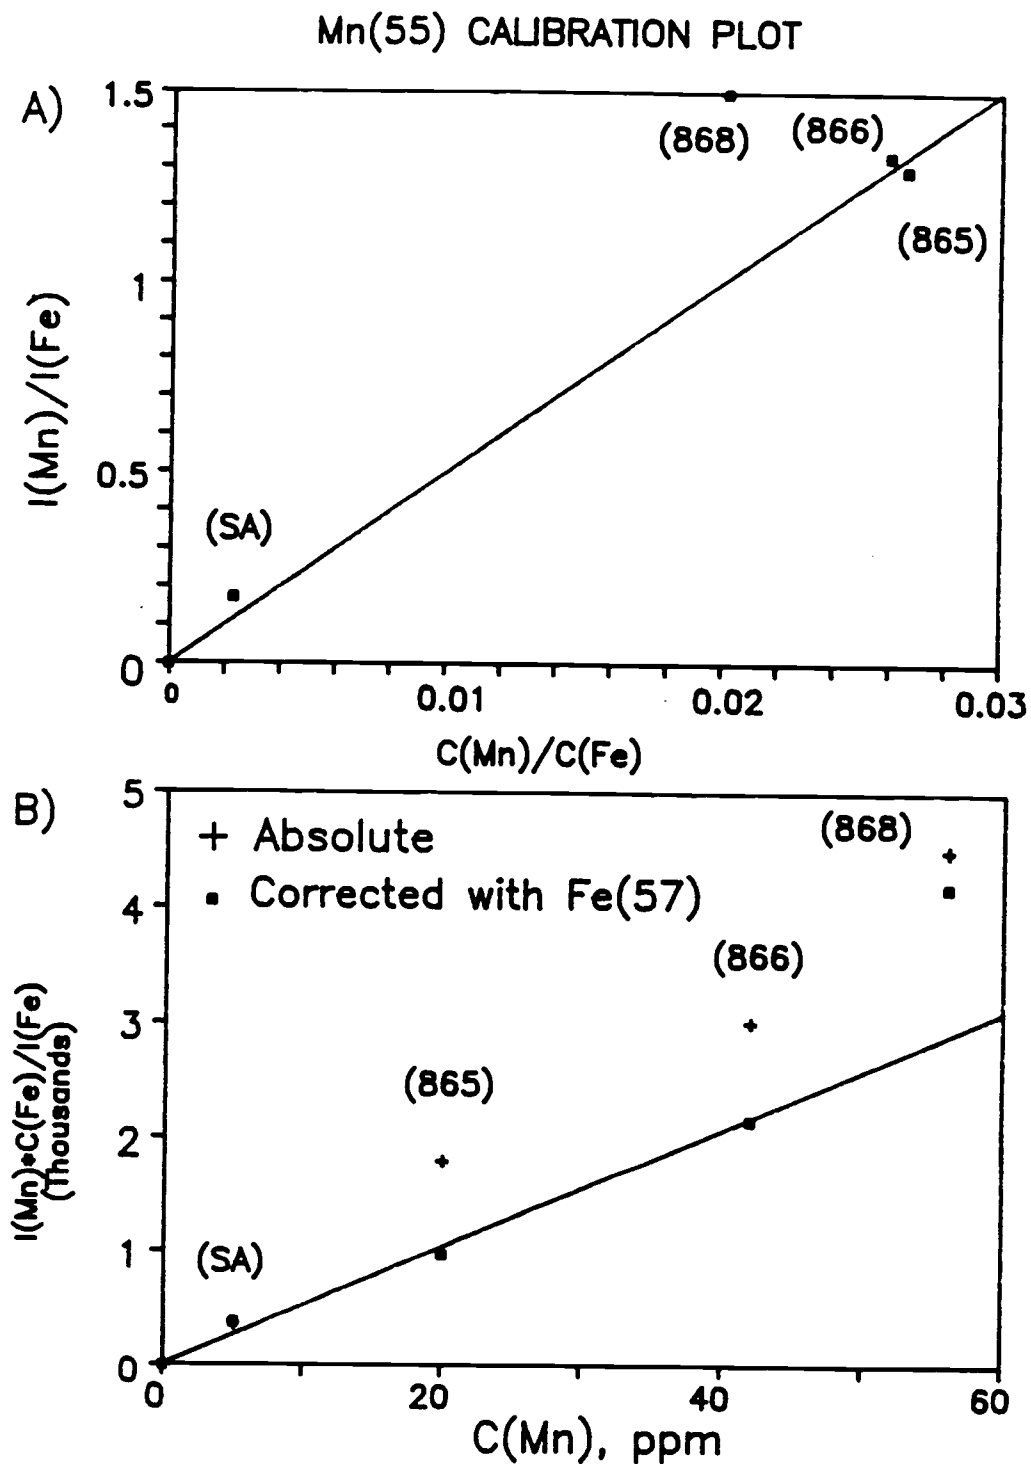 Mn(55) CALIBRATION PLOT
A)
1.5
(868)
(866)
(865)
1
I(Mn)/I(Fe)
0.5
(SA)
0
0
0.01
0.02
0.03
C(Mn)/C(Fe)
B)
5
+ Absolute
(868)
▪ Corrected with Fe(57)
4
(866)
3
I(Mn)*C(Fe)/I(Fe)
(Thousands)
(865)
2
1
(SA)
0
0
20
40
60
C(Mn), ppm